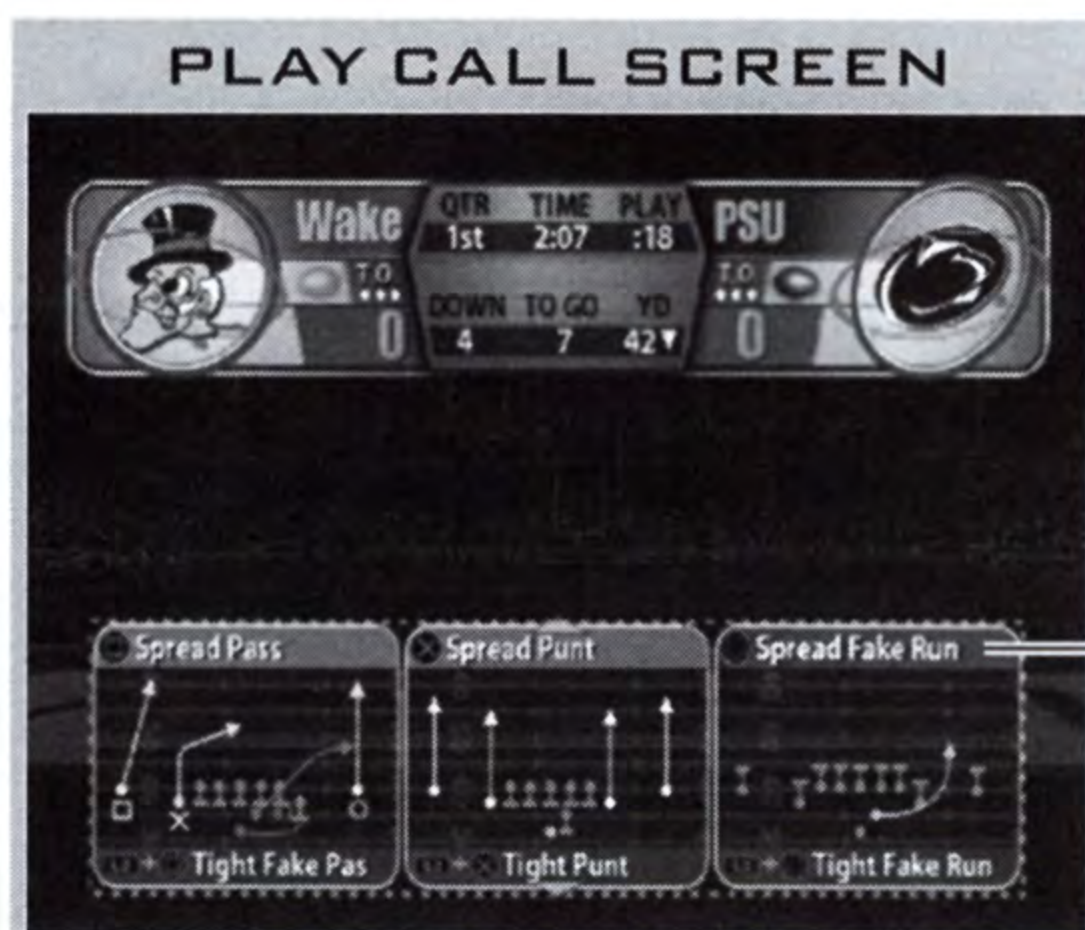 PLAY CALL SCREEN
Wake QTR TIME PLAY PSU
1st 2:07 :18
T.O. T.O.
DOWN TO GO YD
0 4 7 42▼ 0
Spread Pass Spread Punt Spread Fake Run
Tight Fake Pas Tight Punt Tight Fake Run